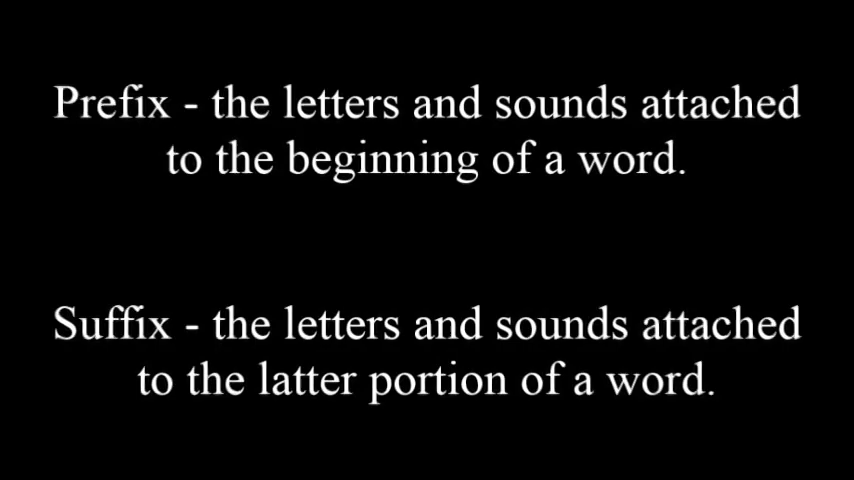 Prefix - the letters and sounds attached
to the beginning of a word.
Suffix - the letters and sounds attached
to the latter portion of a word.